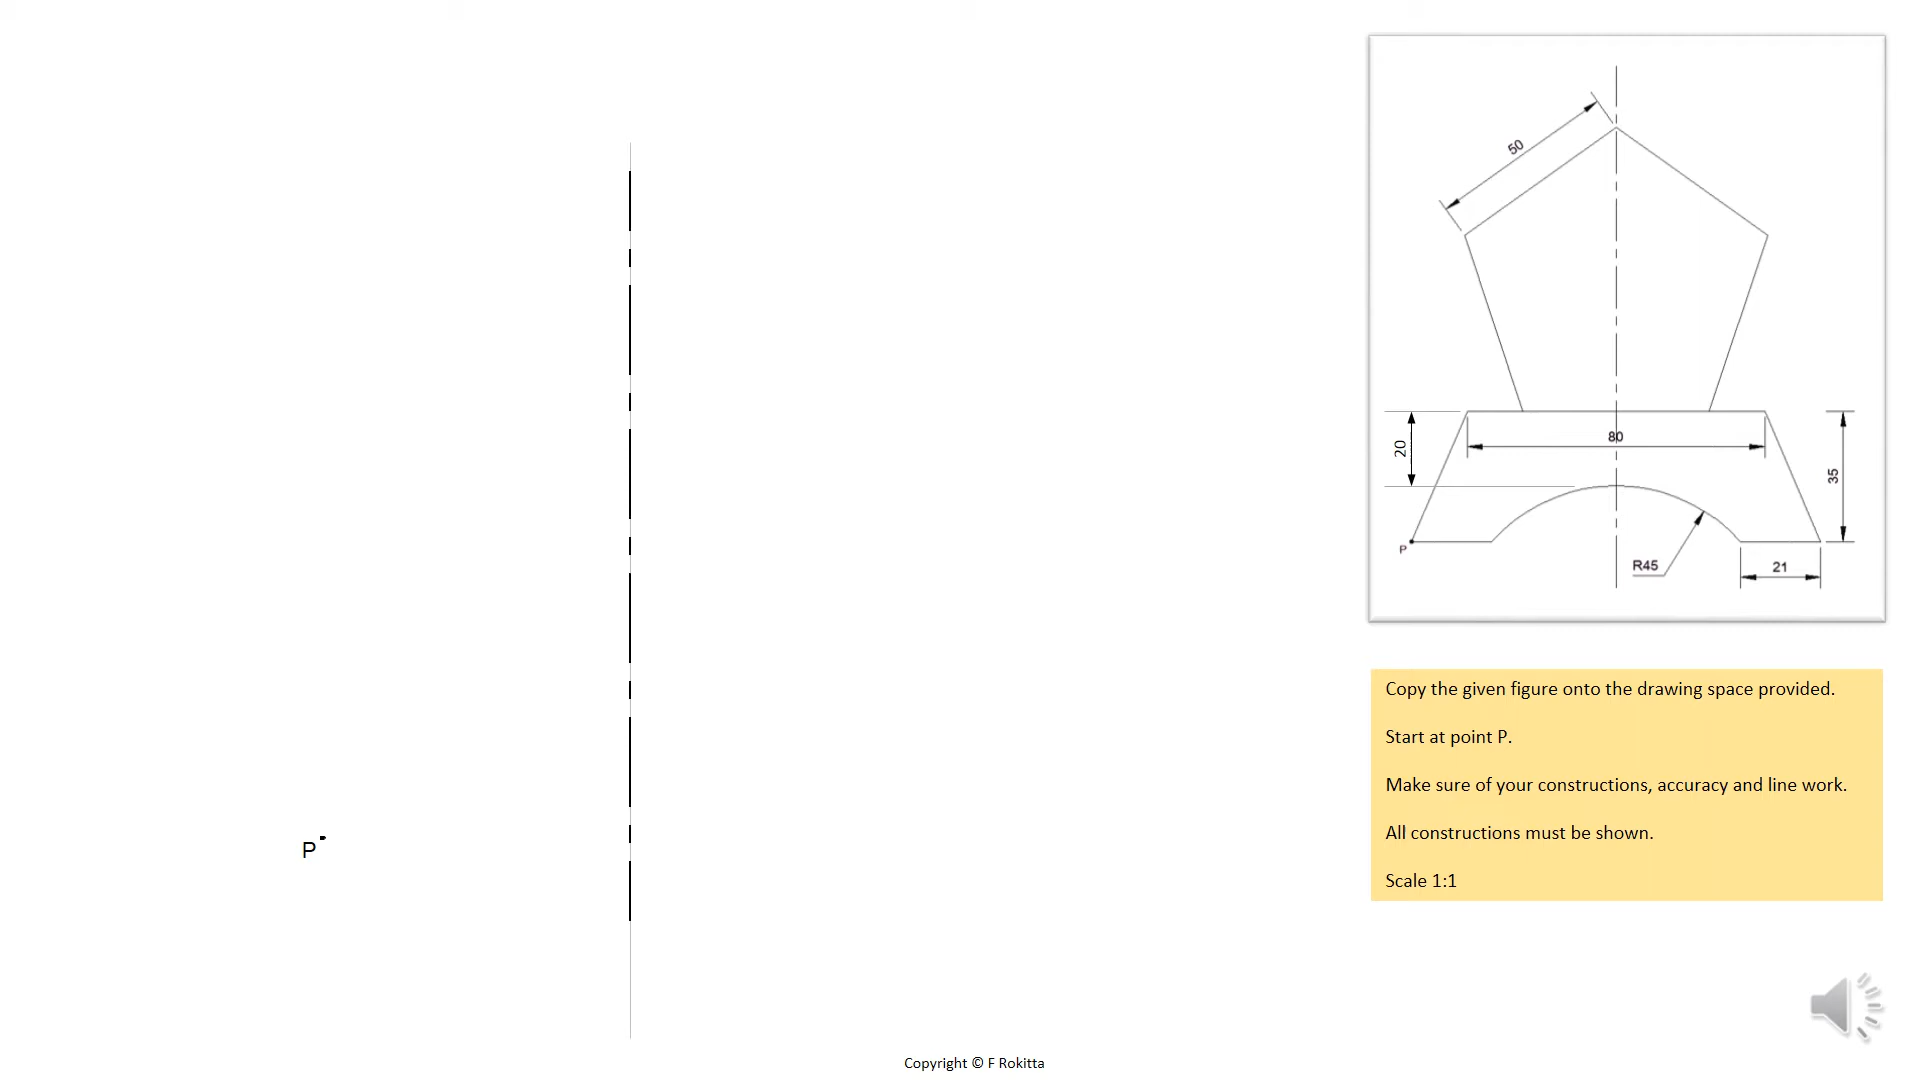 50
80
20
35
P
R45
21
Copy the given figure onto the drawing space provided.
Start at point P.
Make sure of your constructions, accuracy and line work.
All constructions must be shown.
Scale 1:1
P
Copyright © F Rokitta